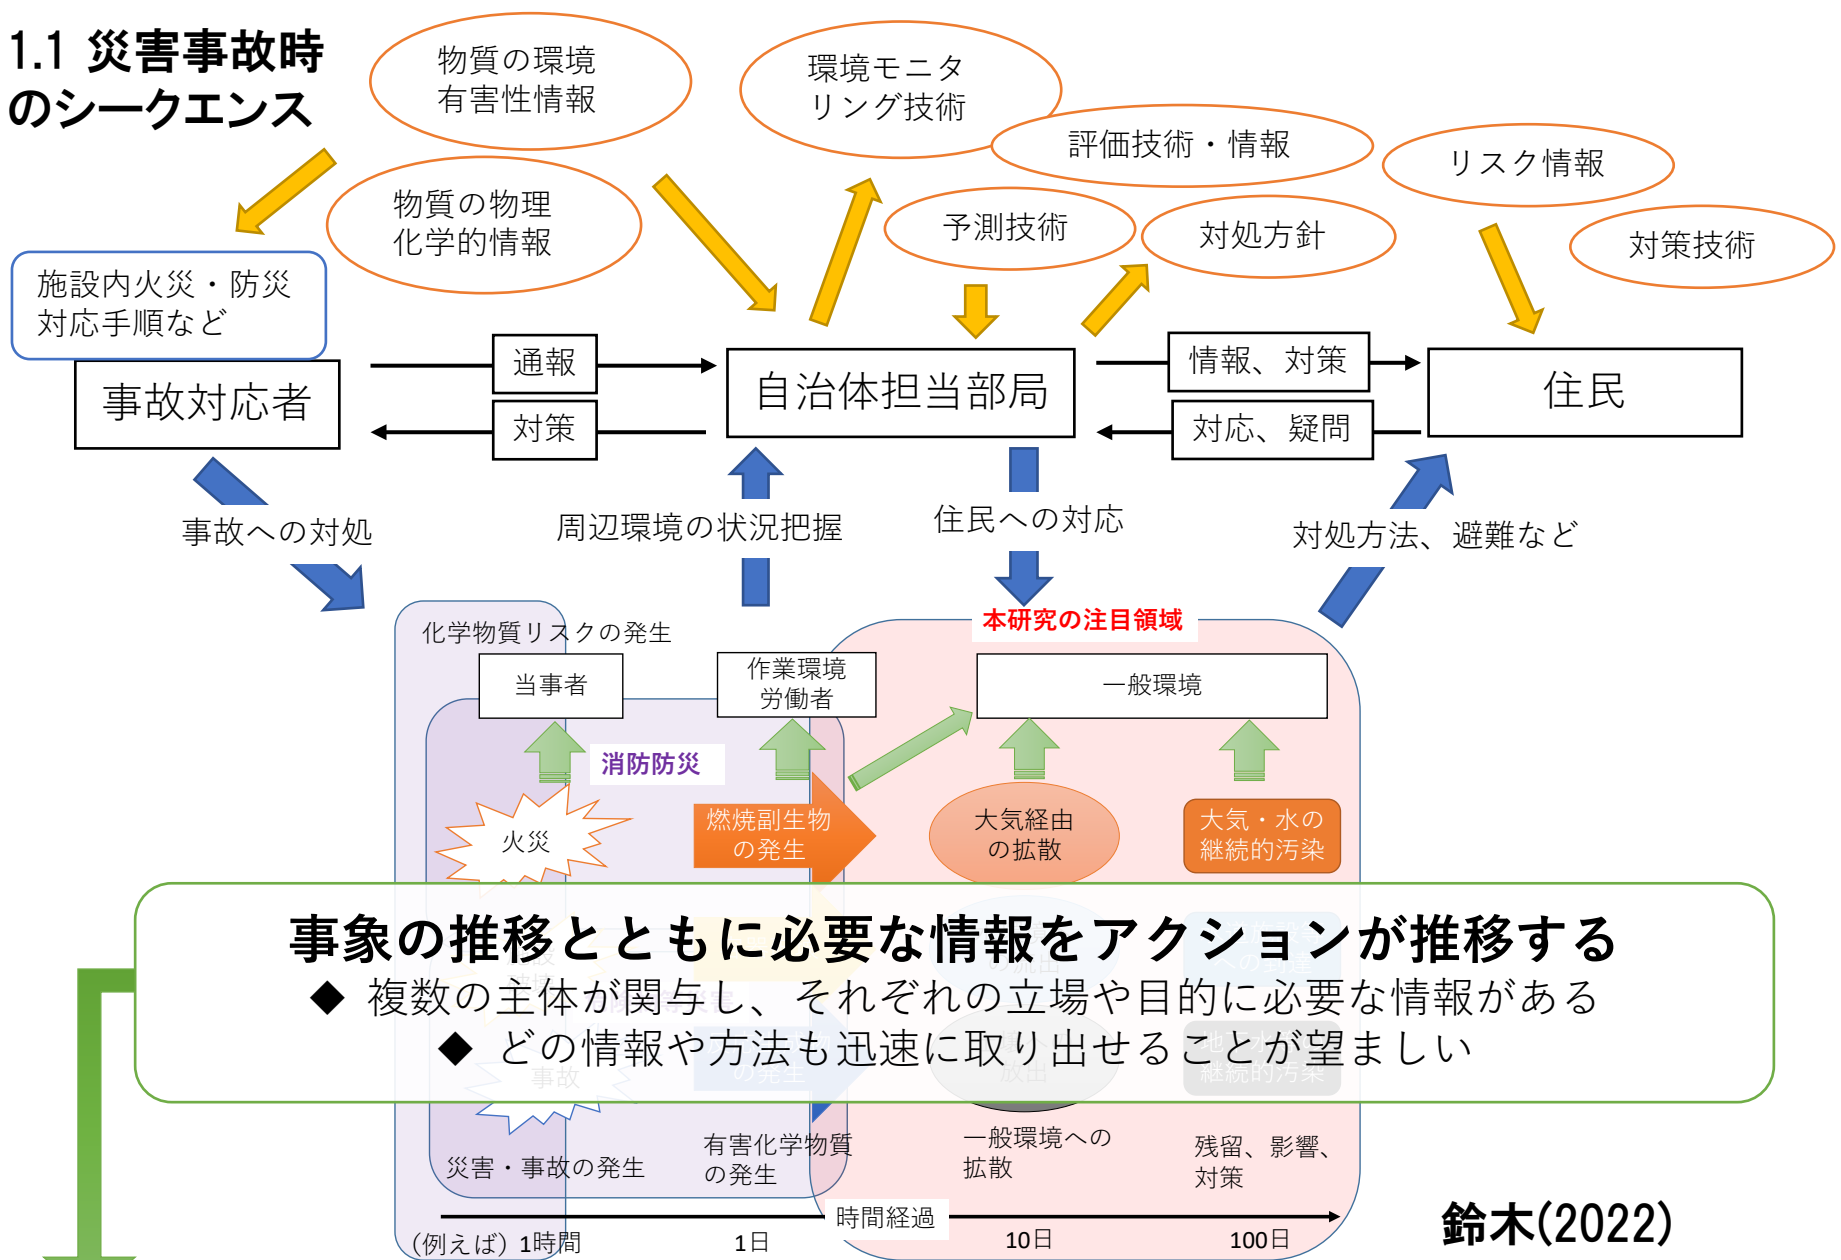 1.1 災害事故時
のシークエンス
物質の環境
有害性情報
環境モニタ
リング技術
評価技術・情報
リスク情報
物質の物理
化学的情報
予測技術
対処方針
対策技術
施設内火災・防災
対応手順など
事故対応者
通報
対策
自治体担当部局
情報、対策
対応、疑問
住民
事故への対処
周辺環境の状況把握
住民への対応
対処方法、避難など
本研究の注目領域
化学物質リスクの発生
当事者
作業環境
労働者
一般環境
消防防災
火災
燃焼副生物
の発生
大気経由
の拡散
大気・水の
継続的汚染
事象の推移とともに必要な情報をアクションが推移する
◆ 複数の主体が関与し、それぞれの立場や目的に必要な情報がある
◆ どの情報や方法も迅速に取り出せることが望ましい
の流出
への到達
事故
の発生
放出
継続的汚染
災害・事故の発生
有害化学物質
の発生
一般環境への
拡散
残留、影響、
対策
時間経過
(例えば) 1時間
1日
10日
100日
鈴木(2022)